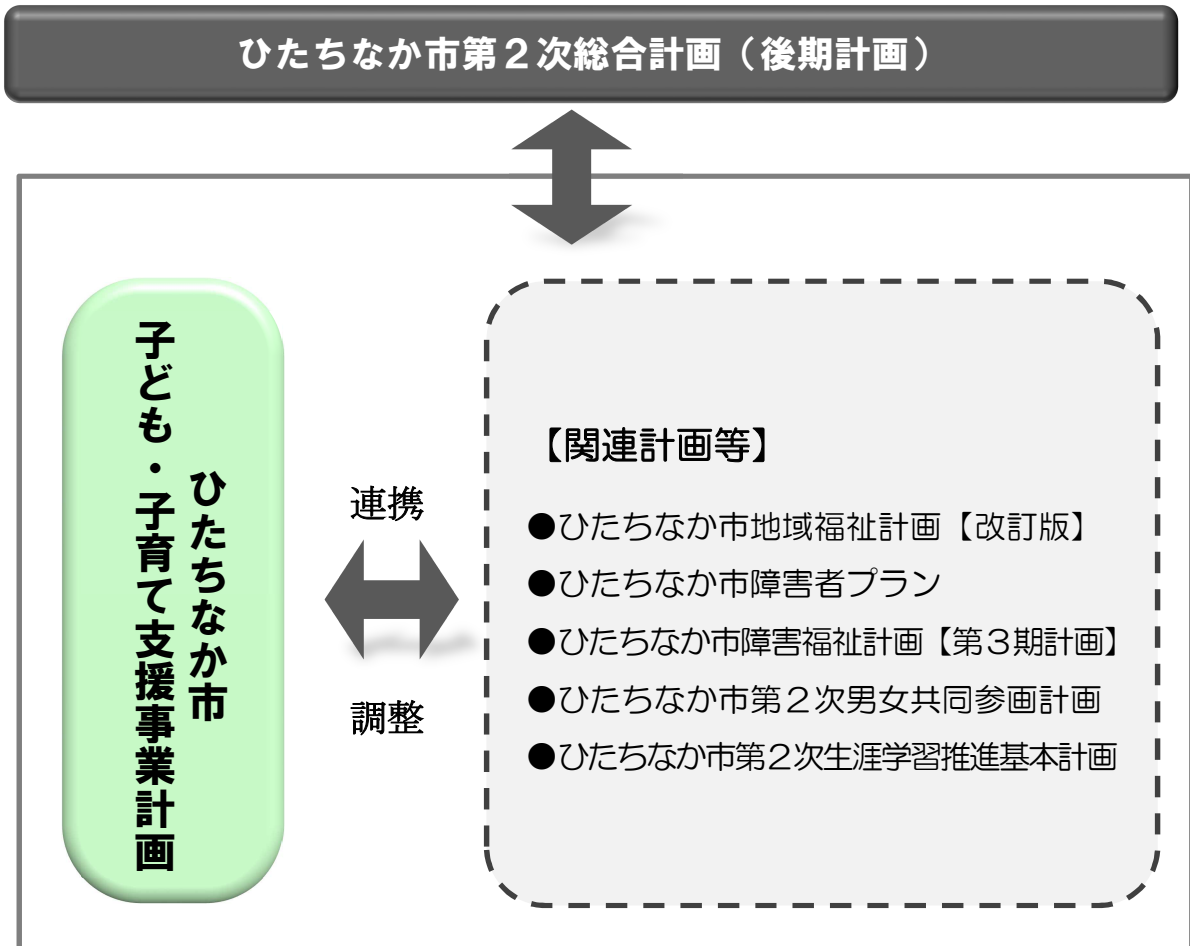 ひたちなか市第２次総合計画（後期計画）
ひたちなか市
子ども・子育て支援事業計画
連携
調整
【関連計画等】
●ひたちなか市地域福祉計画【改訂版】
●ひたちなか市障害者プラン
●ひたちなか市障害福祉計画【第３期計画】
●ひたちなか市第２次男女共同参画計画
●ひたちなか市第２次生涯学習推進基本計画